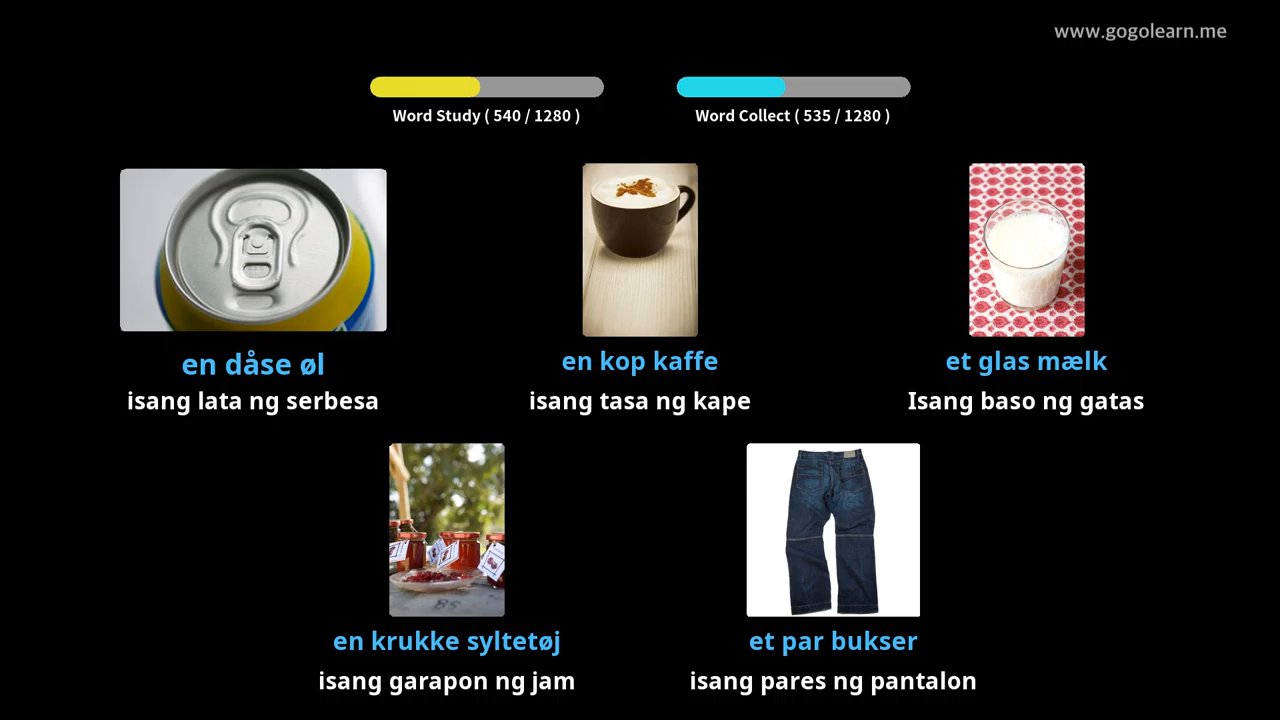 www.gogolearn.me
Word Study ( 540 / 1280 )
Word Collect ( 535 / 1280 )
en dåse øl
isang lata ng serbesa
en kop kaffe
isang tasa ng kape
et glas mælk
Isang baso ng gatas
en krukke syltetøj
isang garapon ng jam
et par bukser
isang pares ng pantalon